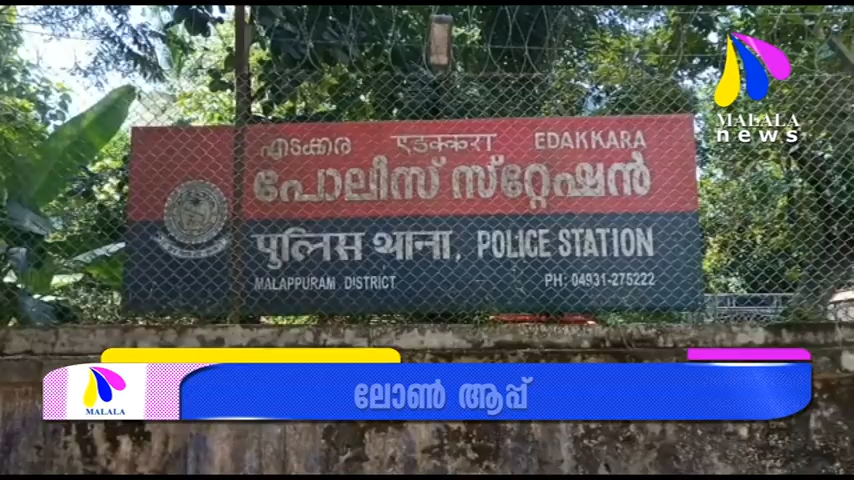 MALALA
news
എടക്കര एडक्करा EDAKKARA
പോലീസ് സ്റ്റേഷൻ
पुलिस थाना, POLICE STATION
MALAPPURAM DISTRICT PH: 04931-275222
ലോൺ ആപ്പ്
MALALA